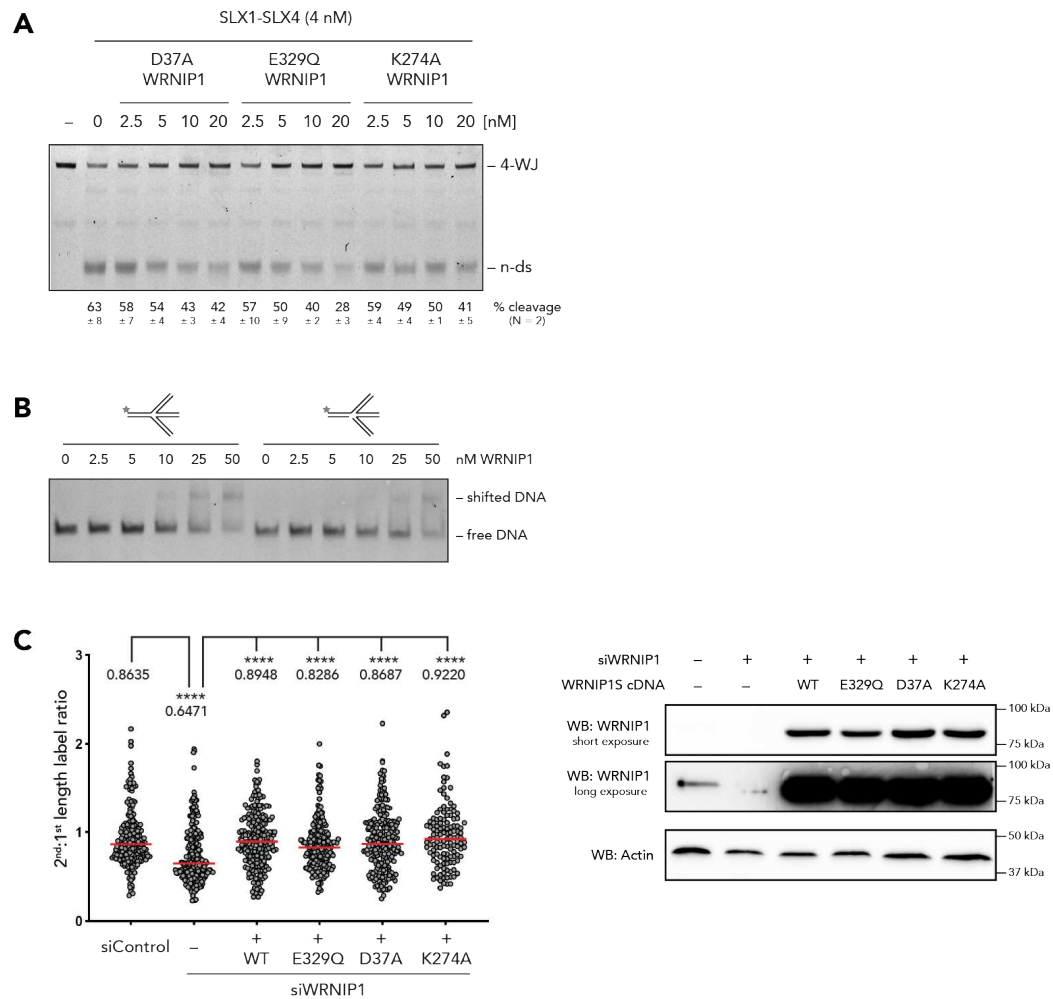 A
SLX1-SLX4 (4 nM)
D37A WRNIP1
E329Q WRNIP1
K274A WRNIP1
– 0 2.5 5 10 20 2.5 5 10 20 2.5 5 10 20 [nM]
– 4-WJ
– n-ds
63 58 54 43 42 57 50 40 28 59 49 50 41 % cleavage
± 8 ± 7 ± 4 ± 3 ± 4 ± 10 ± 9 ± 2 ± 3 ± 4 ± 4 ± 1 ± 5 (N = 2)
B
0 2.5 5 10 25 50 0 2.5 5 10 25 50 nM WRNIP1
– shifted DNA
– free DNA
C
2nd:1st length label ratio
3
2
1
0
0.8635
****
0.6471
**** **** **** ****
0.8948 0.8286 0.8687 0.9220
siControl – + + + +
WT E329Q D37A K274A
siWRNIP1
siWRNIP1 – + + + + +
WRNIP1S cDNA – – WT E329Q D37A K274A
WB: WRNIP1
short exposure
100 kDa
75 kDa
WB: WRNIP1
long exposure
100 kDa
75 kDa
WB: Actin
50 kDa
37 kDa